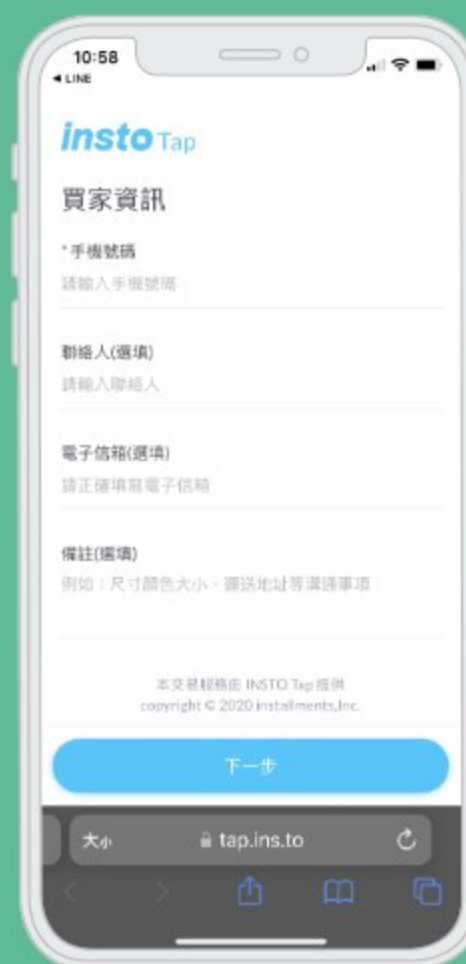 10:58
◀ LINE
insto Tap
買家資訊
*手機號碼
請輸入手機號碼
聯絡人(選填)
請輸入聯絡人
電子信箱(選填)
請正確填寫電子信箱
備註(選填)
例如：尺寸顏色大小、運送地址等溝通事項
本交易服務由 INSTO Tap 提供
copyright © 2020 installments,Inc.
下一步
大小 tap.ins.to